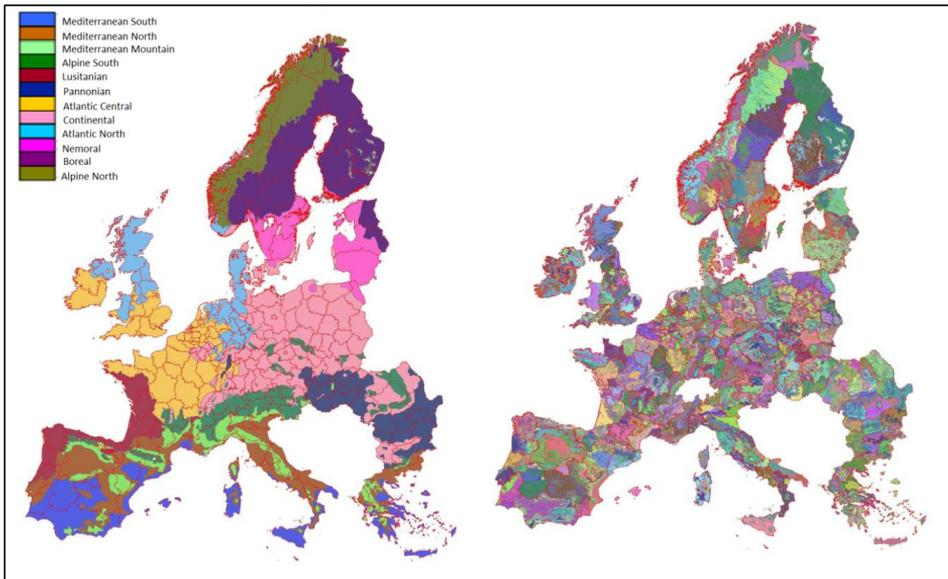 Mediterranean South
Mediterranean North
Mediterranean Mountain
Alpine South
Lusitanian
Pannonian
Atlantic Central
Continental
Atlantic North
Nemoral
Boreal
Alpine North